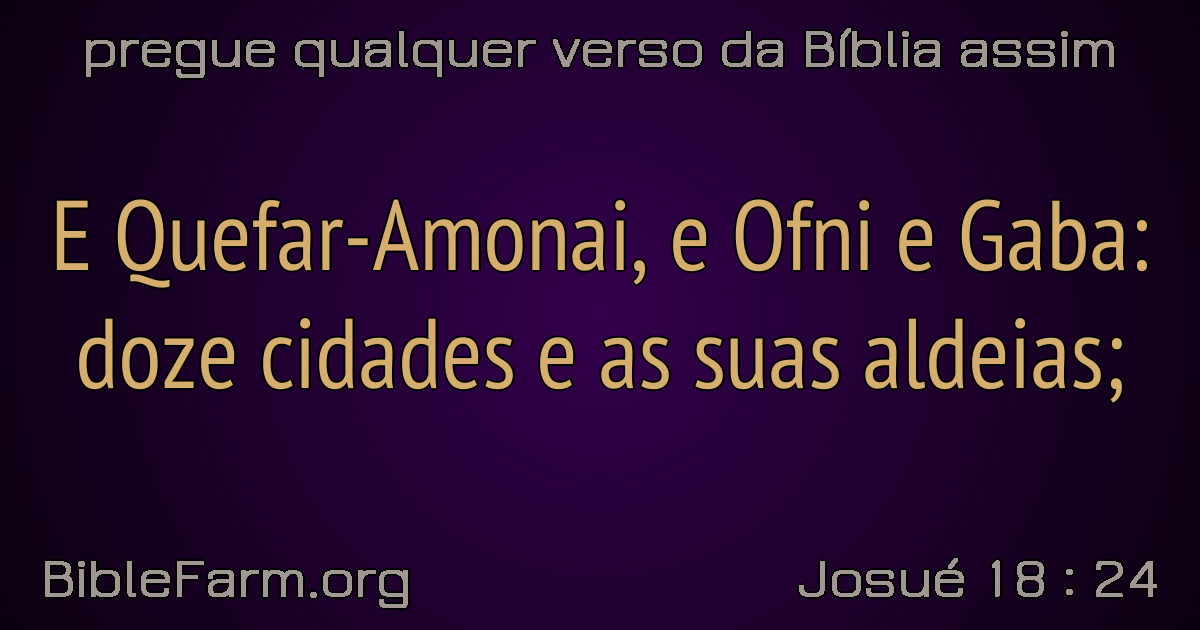 pregue qualquer verso da Bíblia assim
E Quefar-Amonai, e Ofni e Gaba:
doze cidades e as suas aldeias;
BibleFarm.org
Josué 18 : 24